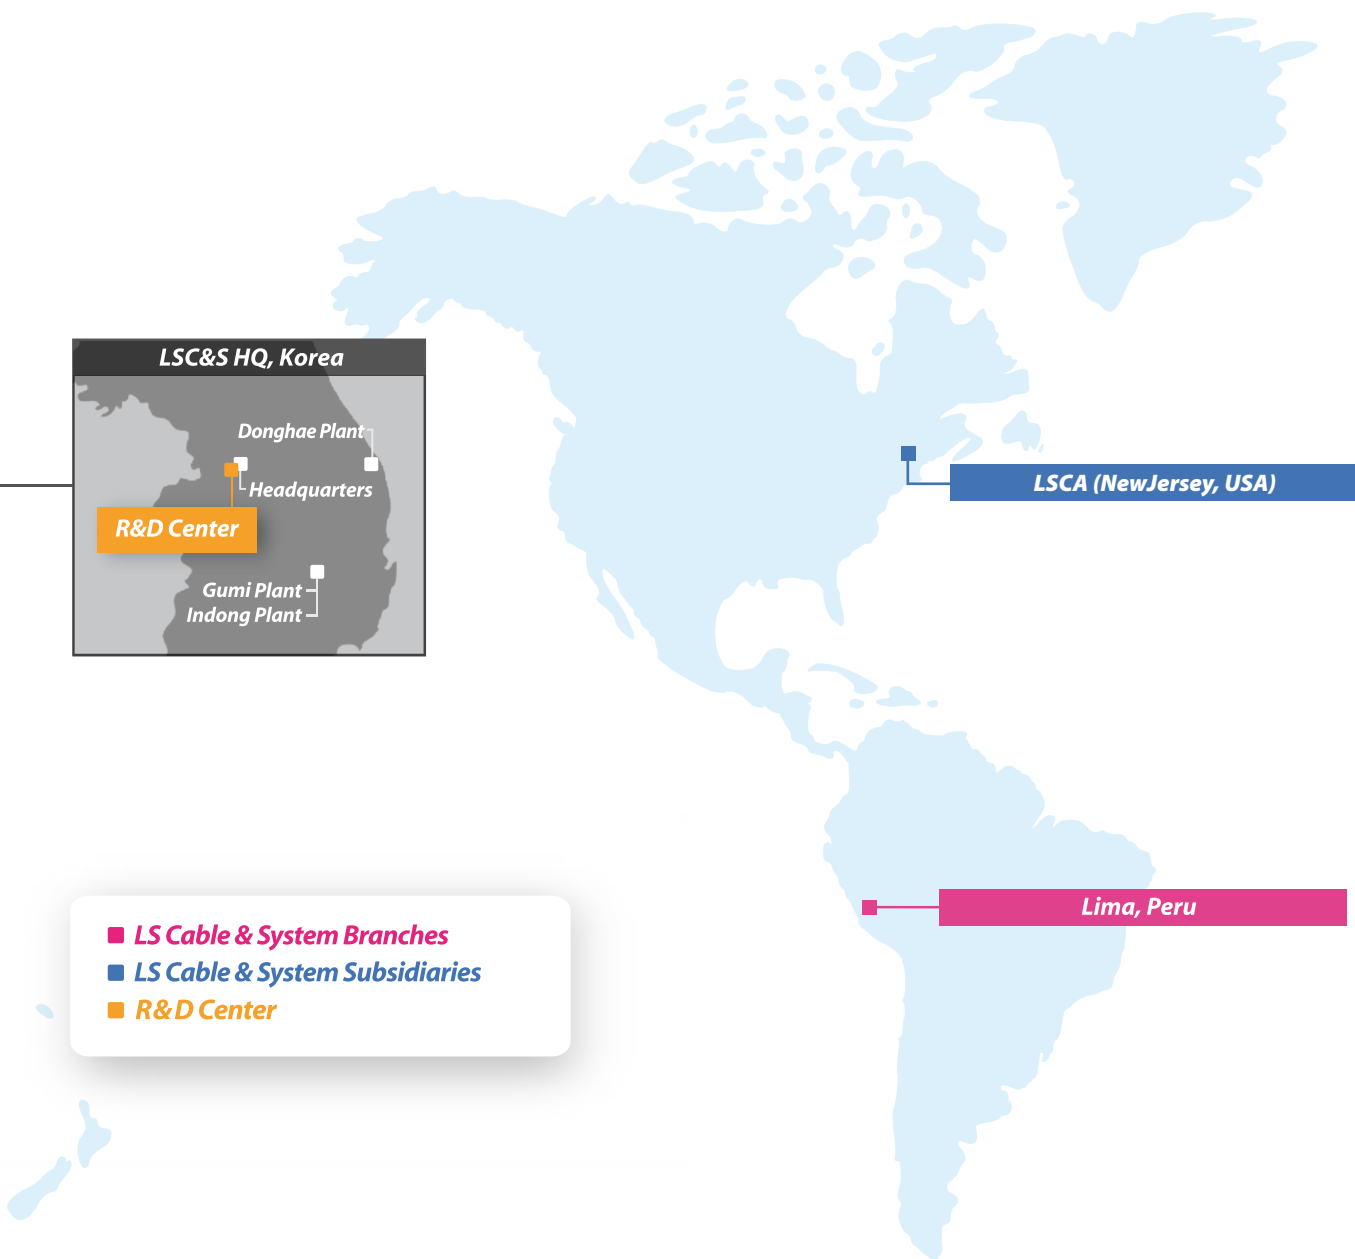 LSC&S HQ, Korea
Donghae Plant
Headquarters
R&D Center
Gumi Plant
Indong Plant
LSCA (NewJersey, USA)
Lima, Peru
LS Cable & System Branches
LS Cable & System Subsidiaries
R&D Center